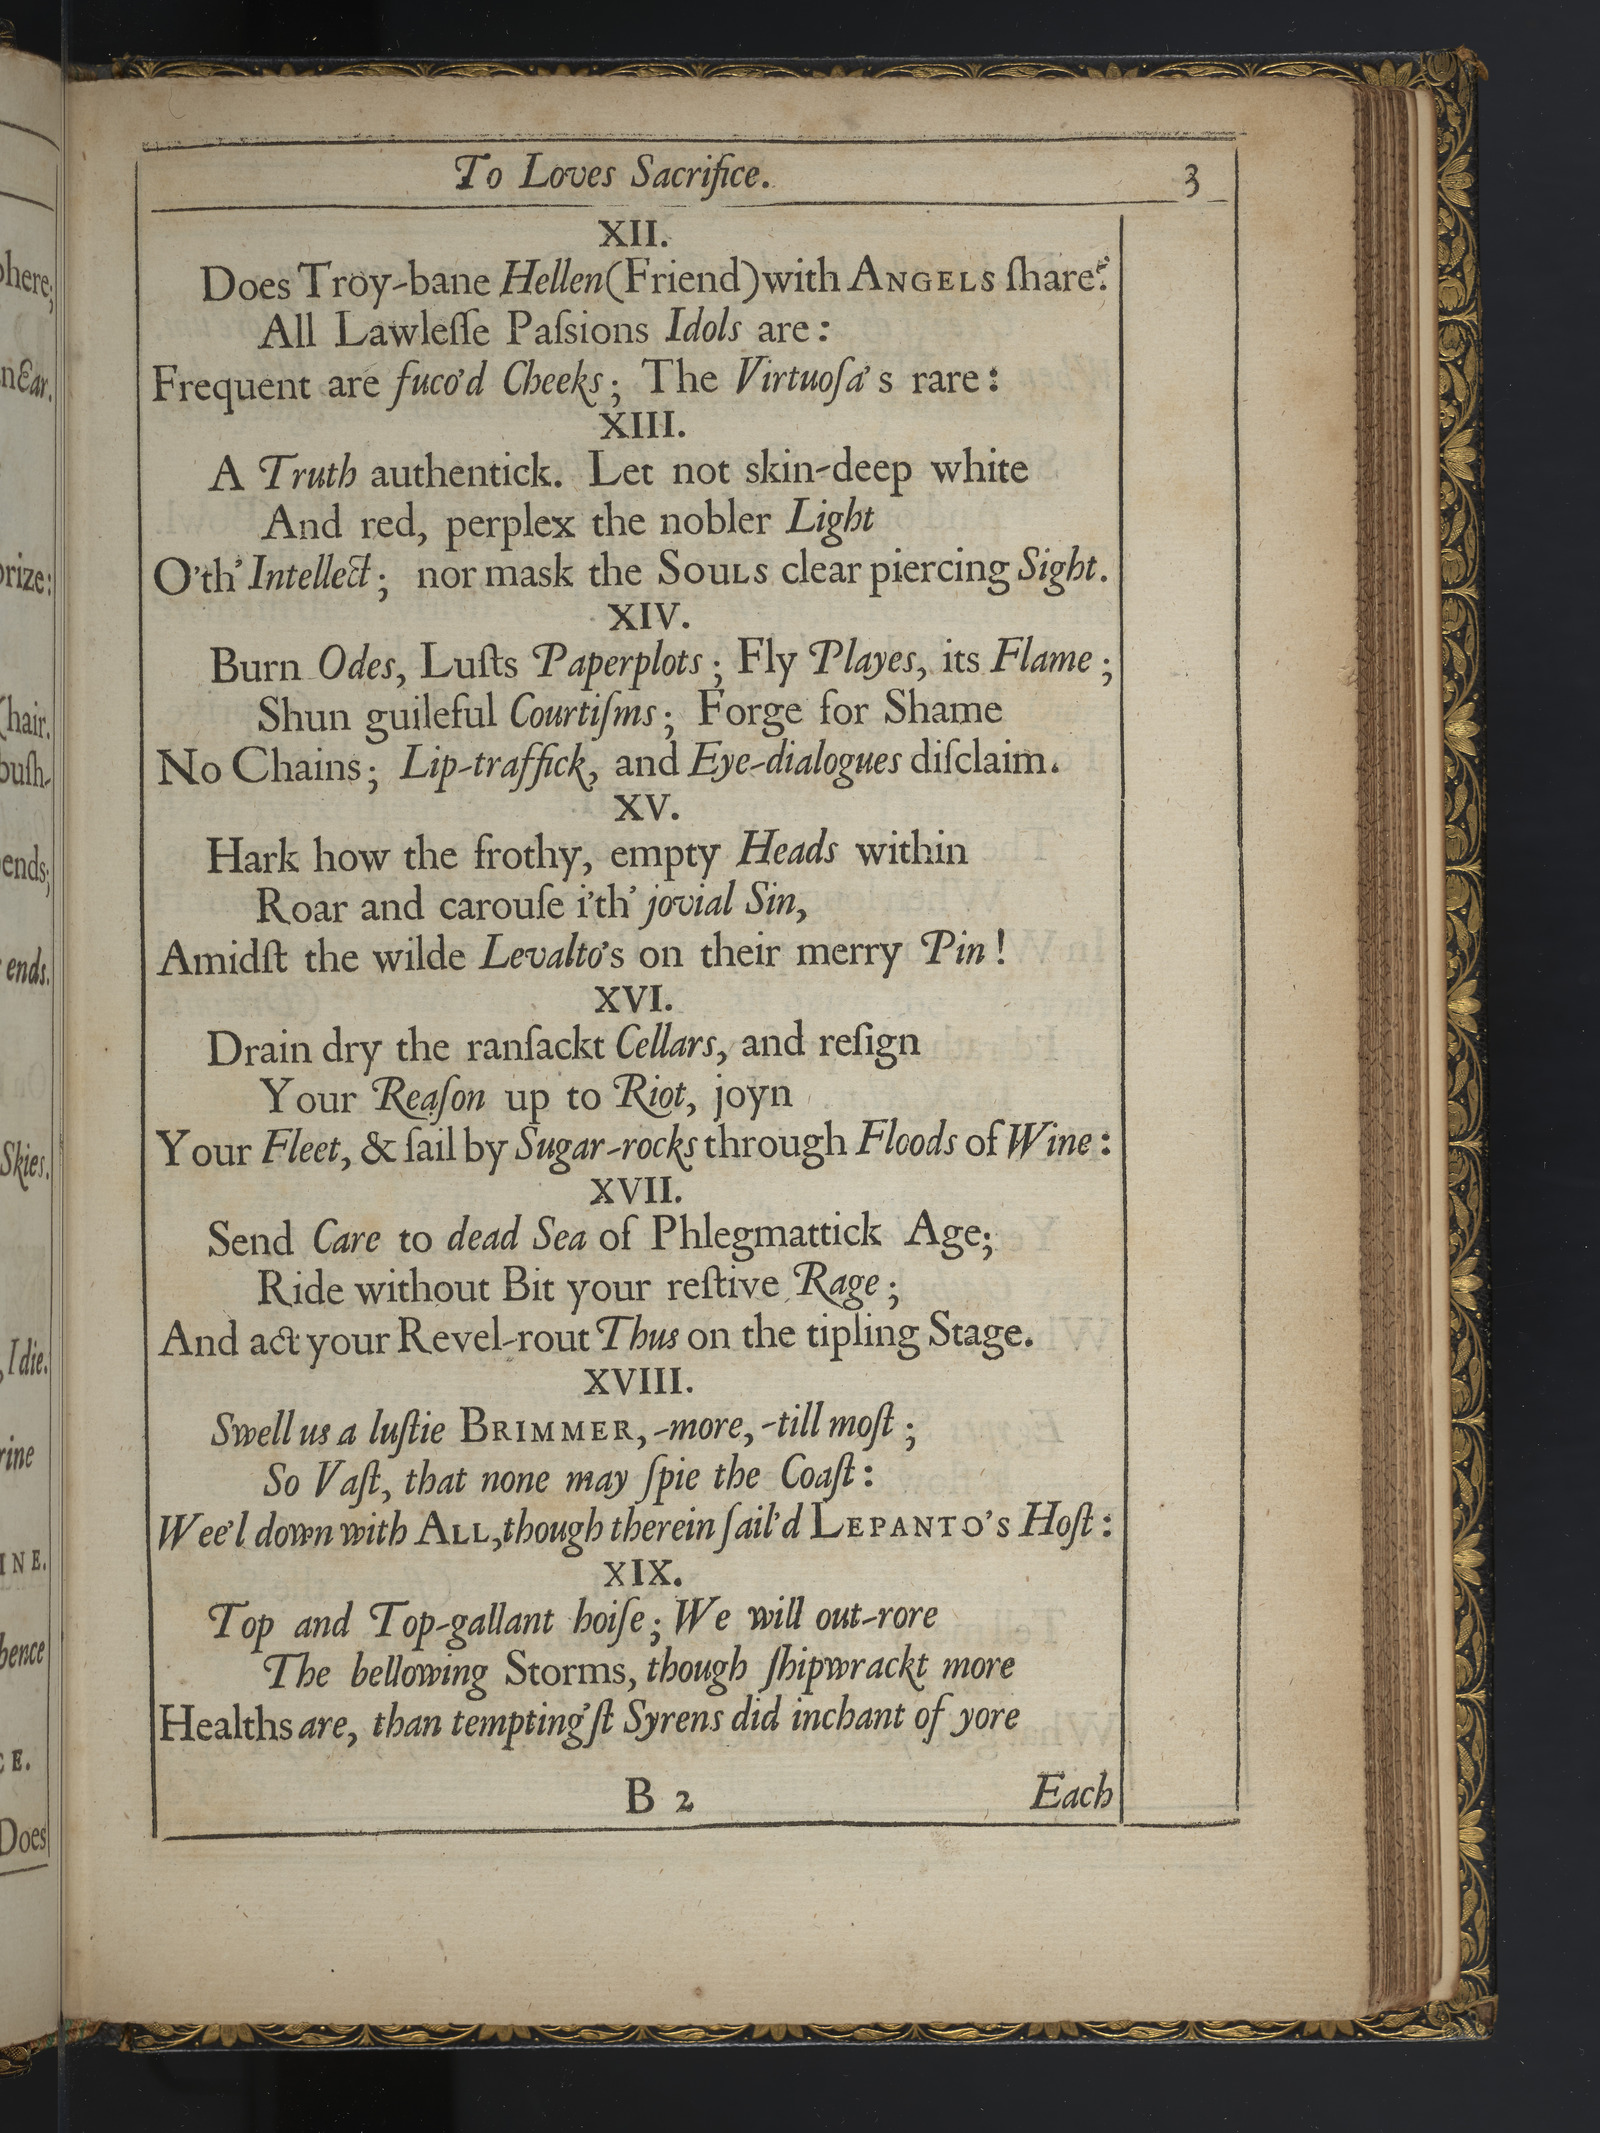 To Loves Sacrifice. 3
XII.
Does Troy-bane Hellen (Friend) with ANGELS ſhare?
All Lawleſſe Paſsions Idols are:
Frequent are fuco'd Cheeks; The Virtuoſa's rare:
XIII.
A Truth authentick. Let not skin-deep white
And red, perplex the nobler Light
O'th' Intellect; nor mask the SOULS clear piercing Sight.
XIV.
Burn Odes, Luſts Paperplots; Fly Playes, its Flame;
Shun guileful Courtiſms; Forge for Shame
No Chains; Lip-traffick, and Eye-dialogues diſclaim.
XV.
Hark how the frothy, empty Heads within
Roar and carouſe i'th' jovial Sin,
Amidſt the wilde Levalto's on their merry Pin!
XVI.
Drain dry the ranſackt Cellars, and reſign
Your Reaſon up to Riot, joyn
Your Fleet, & ſail by Sugar-rocks through Floods of Wine:
XVII.
Send Care to dead Sea of Phlegmattick Age;
Ride without Bit your reſtive Rage;
And act your Revel-rout Thus on the tipling Stage.
XVIII.
Swell us a luſtie BRIMMER, -more, -till moſt;
So Vaſt, that none may ſpie the Coaſt:
Wee'l down with ALL, though therein ſail'd LEPANTO'S Hoſt:
XIX.
Top and Top-gallant hoiſe; We will out-rore
The bellowing Storms, though ſhipwrackt more
Healths are, than tempting'ſt Syrens did inchant of yore
B 2 Each